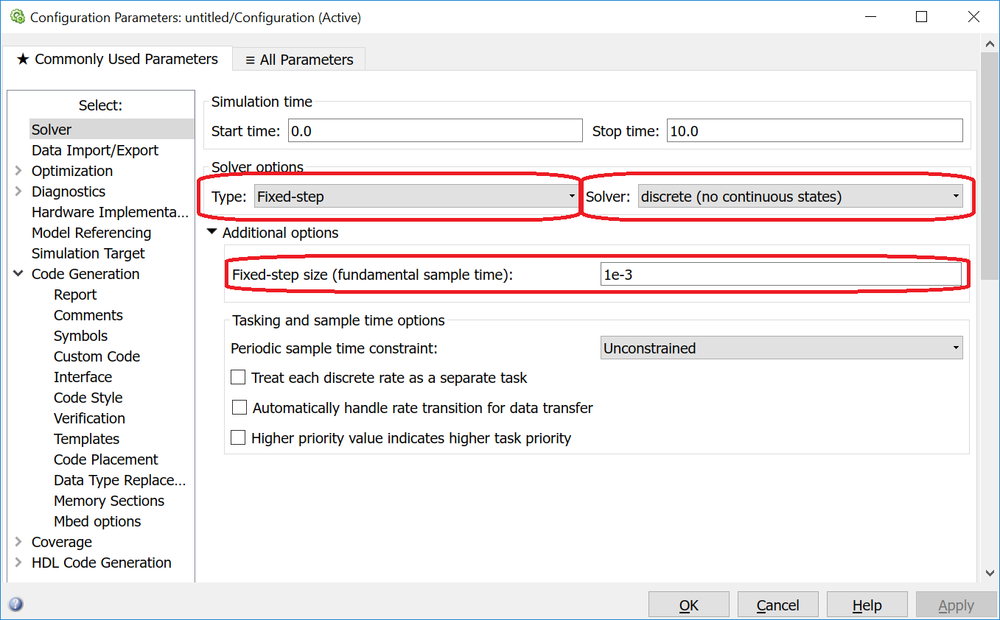 Configuration Parameters: untitled/Configuration (Active)
★ Commonly Used Parameters
≡ All Parameters
Select:
Solver
Data Import/Export
Optimization
Diagnostics
Hardware Implementa...
Model Referencing
Simulation Target
Code Generation
Report
Comments
Symbols
Custom Code
Interface
Code Style
Verification
Templates
Code Placement
Data Type Replace...
Memory Sections
Mbed options
Coverage
HDL Code Generation
Simulation time
Start time: 0.0 Stop time: 10.0
Solver options
Type: Fixed-step Solver: discrete (no continuous states)
Additional options
Fixed-step size (fundamental sample time): 1e-3
Tasking and sample time options
Periodic sample time constraint: Unconstrained
Treat each discrete rate as a separate task
Automatically handle rate transition for data transfer
Higher priority value indicates higher task priority
?
OK Cancel Help Apply